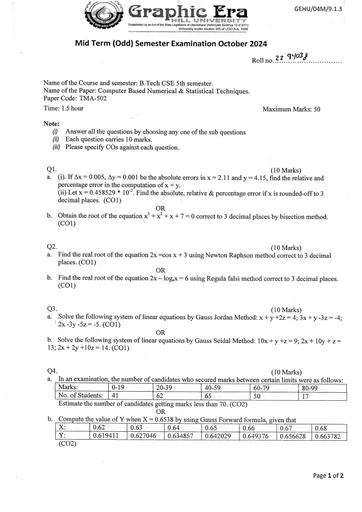 GEHU/04M/9.1.3
Graphic Era
HILL UNIVERSITY
Mid Term (Odd) Semester Examination October 2024
Roll no.
Name of the Course and semester: B.Tech CSE 5th semester.
Name of the Paper: Computer Based Numerical & Statistical Techniques.
Paper Code: TMA-502
Time: 1.5 hour Maximum Marks: 50
Note:
(i) Answer all the questions by choosing any one of the sub questions
(ii) Each question carries 10 marks.
(iii) Please specify COs against each question.
Q1. (10 Marks)
a. (i). If Δx = 0.005, Δy = 0.001 be the absolute errors in x = 2.11 and y = 4.15, find the relative and
percentage error in the computation of x + y.
(ii) Let x = 0.458529 * 10⁻². Find the absolute, relative & percentage error if x is rounded-off to 3
decimal places. (CO1)
OR
b. Obtain the root of the equation x³ + x² + x + 7 = 0 correct to 3 decimal places by bisection method.
(CO1)
Q2. (10 Marks)
a. Find the real root of the equation 2x =cos x + 3 using Newton Raphson method correct to 3 decimal
places. (CO1)
OR
b. Find the real root of the equation 2x – log₁₀x = 6 using Regula falsi method correct to 3 decimal places.
(CO1)
Q3. (10 Marks)
a. Solve the following system of linear equations by Gauss Jordan Method: x + y +2z = 4; 3x + y -3z = -4;
2x -3y -5z = -5. (CO1)
OR
b. Solve the following system of linear equations by Gauss Seidal Method: 10x + y +z = 9; 2x + 10y + z =
13; 2x + 2y +10z = 14. (CO1)
Q4. (10 Marks)
a. In an examination, the number of candidates who secured marks between certain limits were as follows:
Marks: 0-19 20-39 40-59 60-79 80-99
No. of Students: 41 62 65 50 17
Estimate the number of candidates getting marks less than 70. (CO2)
OR
b. Compute the value of Y when X = 0.6538 by using Gauss Forward formula, given that
X: 0.62 0.63 0.64 0.65 0.66 0.67 0.68
Y: 0.619411 0.627046 0.634857 0.642029 0.649376 0.656628 0.663782
(CO2)
Page 1 of 2